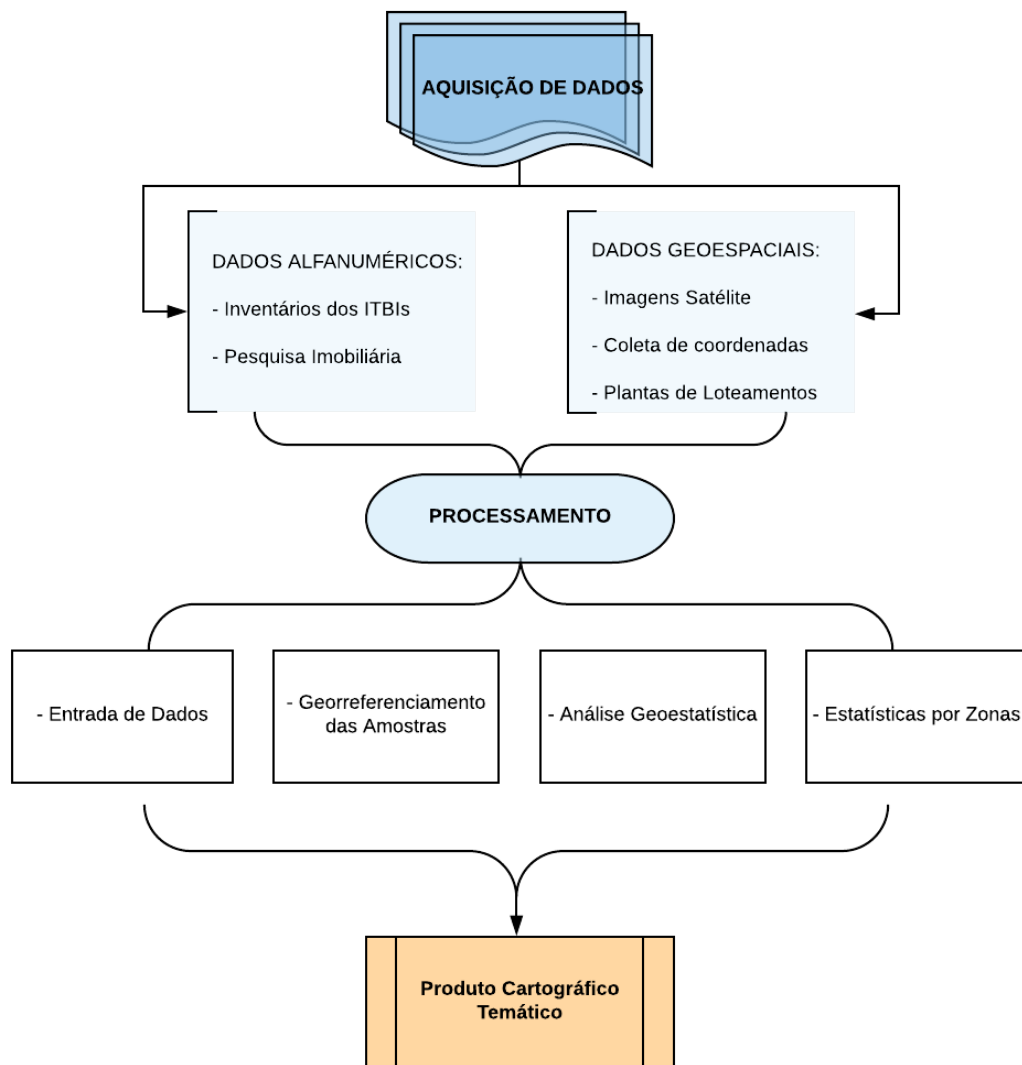 AQUISIÇÃO DE DADOS
DADOS ALFANUMÉRICOS:
- Inventários dos ITBIs
- Pesquisa Imobiliária
DADOS GEOESPACIAIS:
- Imagens Satélite
- Coleta de coordenadas
- Plantas de Loteamentos
PROCESSAMENTO
- Entrada de Dados
- Georreferenciamento
das Amostras
- Análise Geoestatística
- Estatísticas por Zonas
Produto Cartográfico
Temático